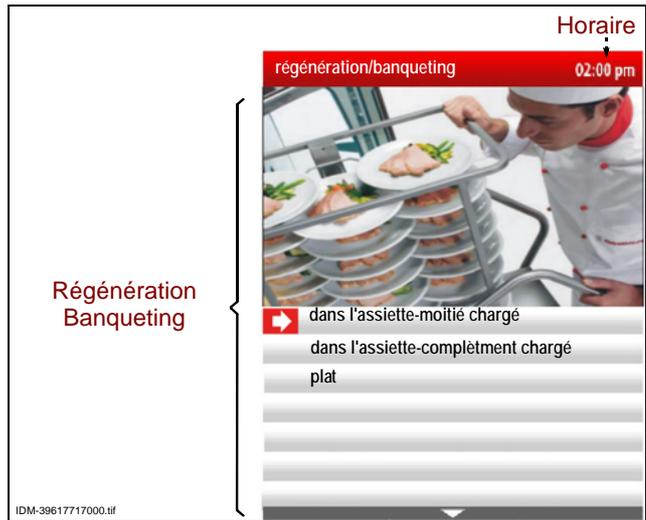 Horaire
régénération/banqueting 02:00 pm
Régénération
Banqueting
dans l'assiette-moitié chargé
dans l'assiette-complètment chargé
plat
IDM-39617717000.tif